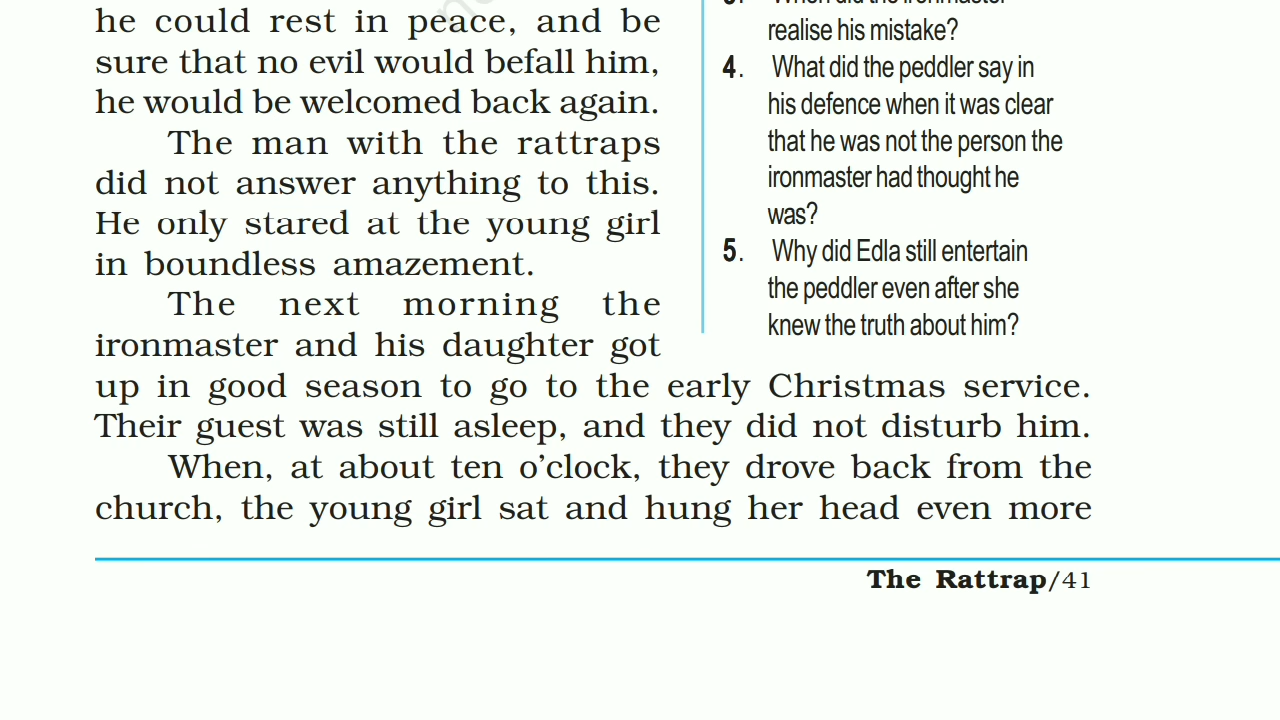 he could rest in peace, and be
sure that no evil would befall him,
he would be welcomed back again.
The man with the rattraps
did not answer anything to this.
He only stared at the young girl
in boundless amazement.
The next morning the
ironmaster and his daughter got
up in good season to go to the early Christmas service.
Their guest was still asleep, and they did not disturb him.
When, at about ten o’clock, they drove back from the
church, the young girl sat and hung her head even more
3. When did the ironmaster
realise his mistake?
4. What did the peddler say in
his defence when it was clear
that he was not the person the
ironmaster had thought he
was?
5. Why did Edla still entertain
the peddler even after she
knew the truth about him?
The Rattrap/41